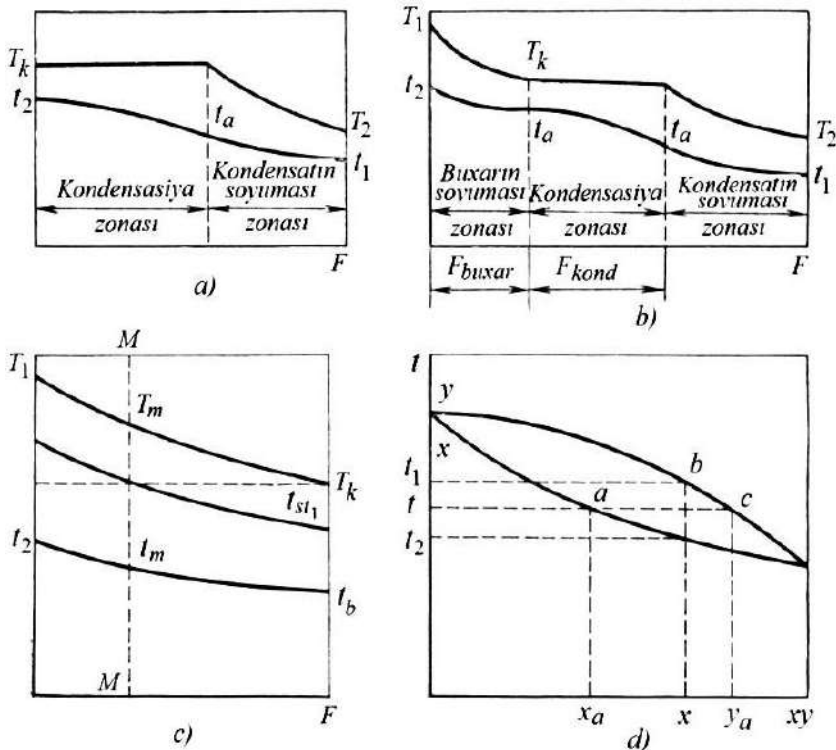 T_k
t_2
t_a
T_2
t_1
Kondensasiya
zonası
Kondensatın
soyuması
zonası
F
a)
T_1
T_k
t_2
t_a
t_a
T_2
t_1
Buxarın
soyuması
zonası
Kondensasiya
zonası
Kondensatın
soyuması
zonası
F_buxar
F_kond
F
b)
M
T_1
T_m
T_k
t_st_1
t_2
t_m
t_b
M
F
c)
t
y
x
t_1
b
t
a
c
t_2
x_a
x
y_a
xy
d)